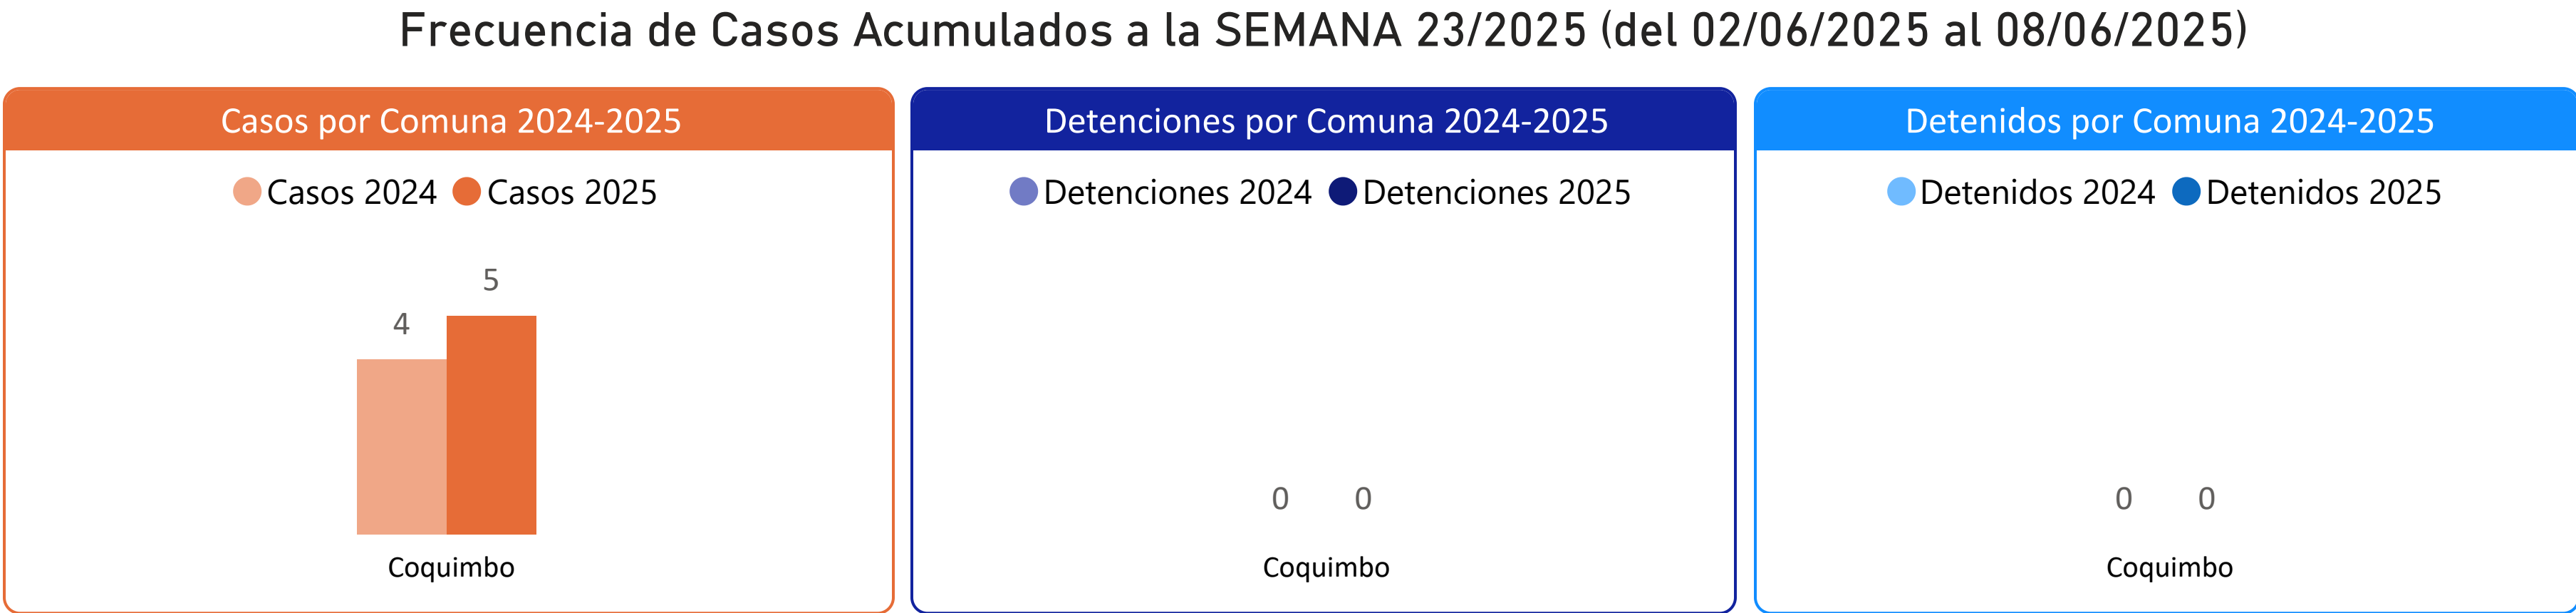 Frecuencia de Casos Acumulados a la SEMANA 23/2025 (del 02/06/2025 al 08/06/2025)
Casos por Comuna 2024-2025
Casos 2024 Casos 2025
4
5
Coquimbo
Detenciones por Comuna 2024-2025
Detenciones 2024 Detenciones 2025
0 0
Coquimbo
Detenidos por Comuna 2024-2025
Detenidos 2024 Detenidos 2025
0 0
Coquimbo